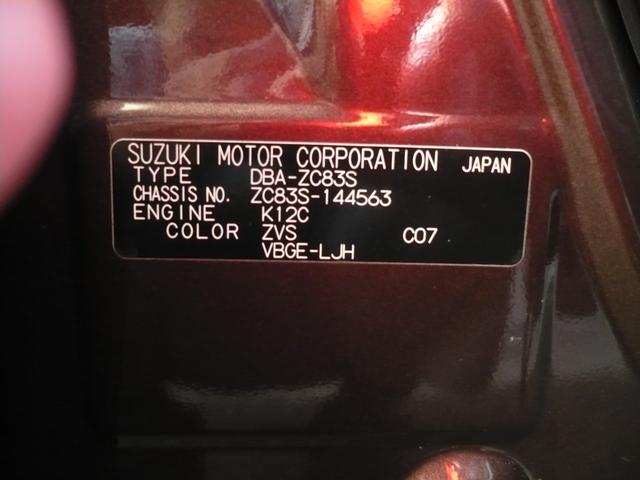 SUZUKI MOTOR CORPORATION JAPAN
TYPE DBA-ZC83S
CHASSIS NO. ZC83S-144563
ENGINE K12C
COLOR ZVS C07
VBGE-LJH